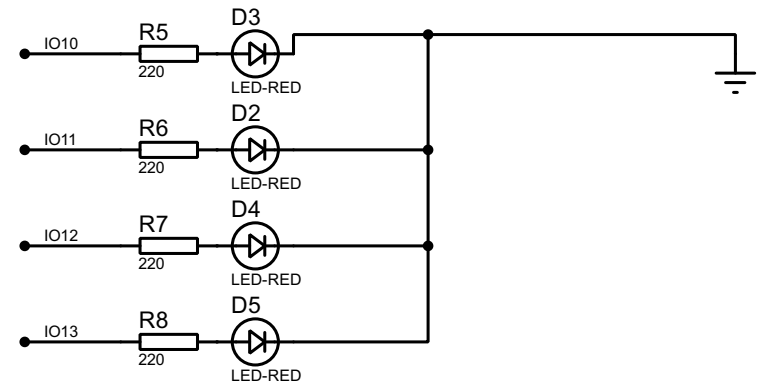 D3
R5
IO10
220
LED-RED
D2
R6
IO11
220
LED-RED
D4
R7
IO12
220
LED-RED
D5
R8
IO13
220
LED-RED